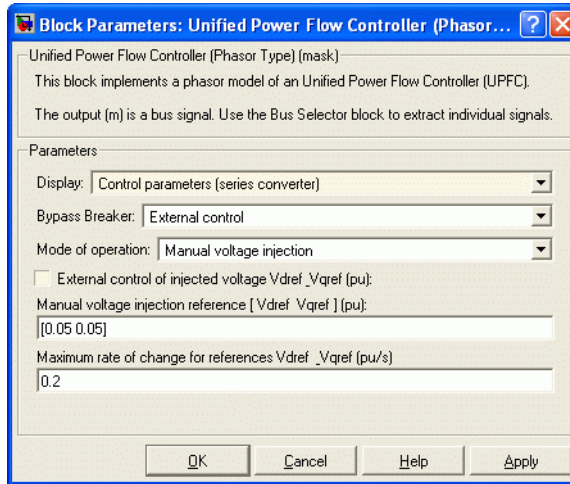 Block Parameters: Unified Power Flow Controller (Phasor...
Unified Power Flow Controller (Phasor Type) (mask)
This block implements a phasor model of an Unified Power Flow Controller (UPFC).
The output (m) is a bus signal. Use the Bus Selector block to extract individual signals.
Parameters
Display: Control parameters (series converter)
Bypass Breaker: External control
Mode of operation: Manual voltage injection
External control of injected voltage Vdref_Vqref (pu):
Manual voltage injection reference [ Vdref Vqref ] (pu):
[0.05 0.05]
Maximum rate of change for references Vdref_Vqref (pu/s)
0.2
OK Cancel Help Apply